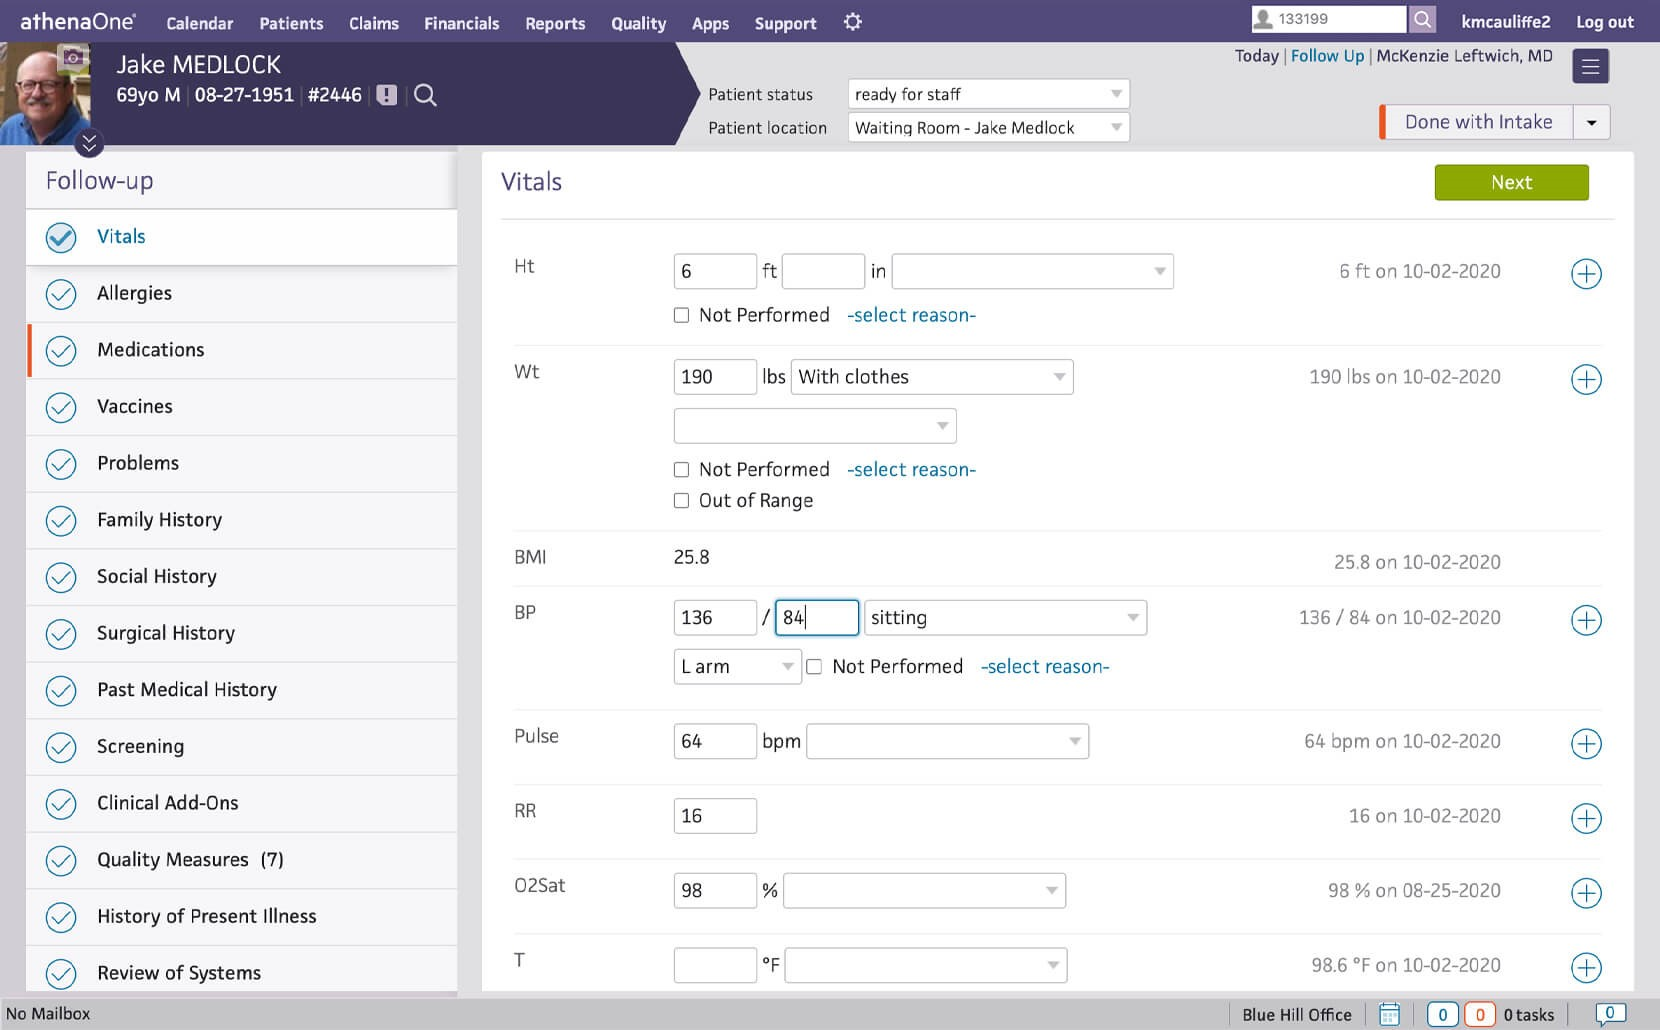 athenaOne Calendar Patients Claims Financials Reports Quality Apps Support 133199 kmcauliffe2 Log out
Jake MEDLOCK
69yo M 08-27-1951 #2446
Today Follow Up McKenzie Leftwich, MD
Patient status ready for staff
Patient location Waiting Room - Jake Medlock
Done with Intake
Follow-up
Vitals
Allergies
Medications
Vaccines
Problems
Family History
Social History
Surgical History
Past Medical History
Screening
Clinical Add-Ons
Quality Measures (7)
History of Present Illness
Review of Systems
Vitals Next
Ht 6 ft in 6 ft on 10-02-2020
Not Performed -select reason-
Wt 190 lbs With clothes 190 lbs on 10-02-2020
Not Performed -select reason-
Out of Range
BMI 25.8 25.8 on 10-02-2020
BP 136 / 84 sitting 136 / 84 on 10-02-2020
L arm Not Performed -select reason-
Pulse 64 bpm 64 bpm on 10-02-2020
RR 16 16 on 10-02-2020
O2Sat 98 % 98 % on 08-25-2020
T °F 98.6 °F on 10-02-2020
No Mailbox Blue Hill Office 0 0 0 tasks 0